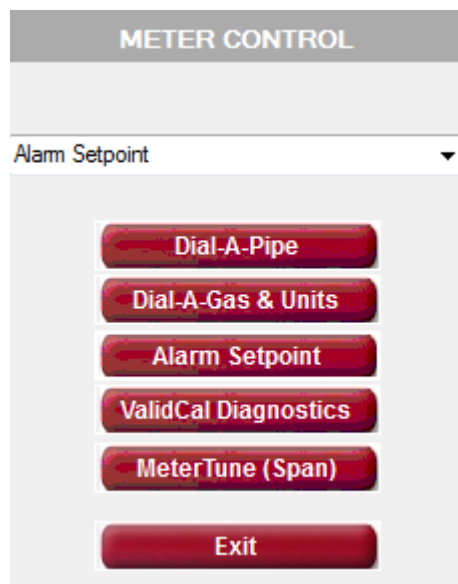 METER CONTROL
Alarm Setpoint
Dial-A-Pipe
Dial-A-Gas & Units
Alarm Setpoint
ValidCal Diagnostics
MeterTune (Span)
Exit